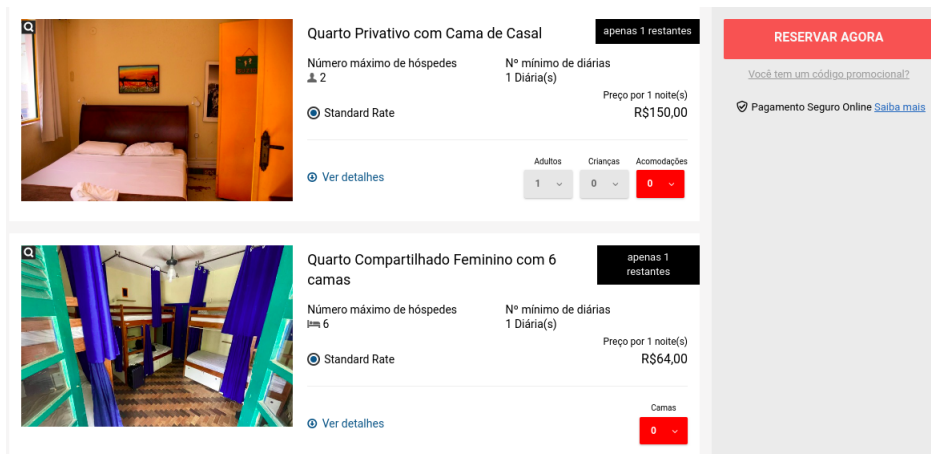 Quarto Privativo com Cama de Casal
apenas 1 restantes
Número máximo de hóspedes
2
Nº mínimo de diárias
1 Diária(s)
Preço por 1 noite(s)
Standard Rate
R$150,00
Ver detalhes
Adultos
1
Crianças
0
Acomodações
0
Quarto Compartilhado Feminino com 6
camas
apenas 1
restantes
Número máximo de hóspedes
6
Nº mínimo de diárias
1 Diária(s)
Preço por 1 noite(s)
Standard Rate
R$64,00
Ver detalhes
Camas
0
RESERVAR AGORA
Você tem um código promocional?
Pagamento Seguro Online Saiba mais